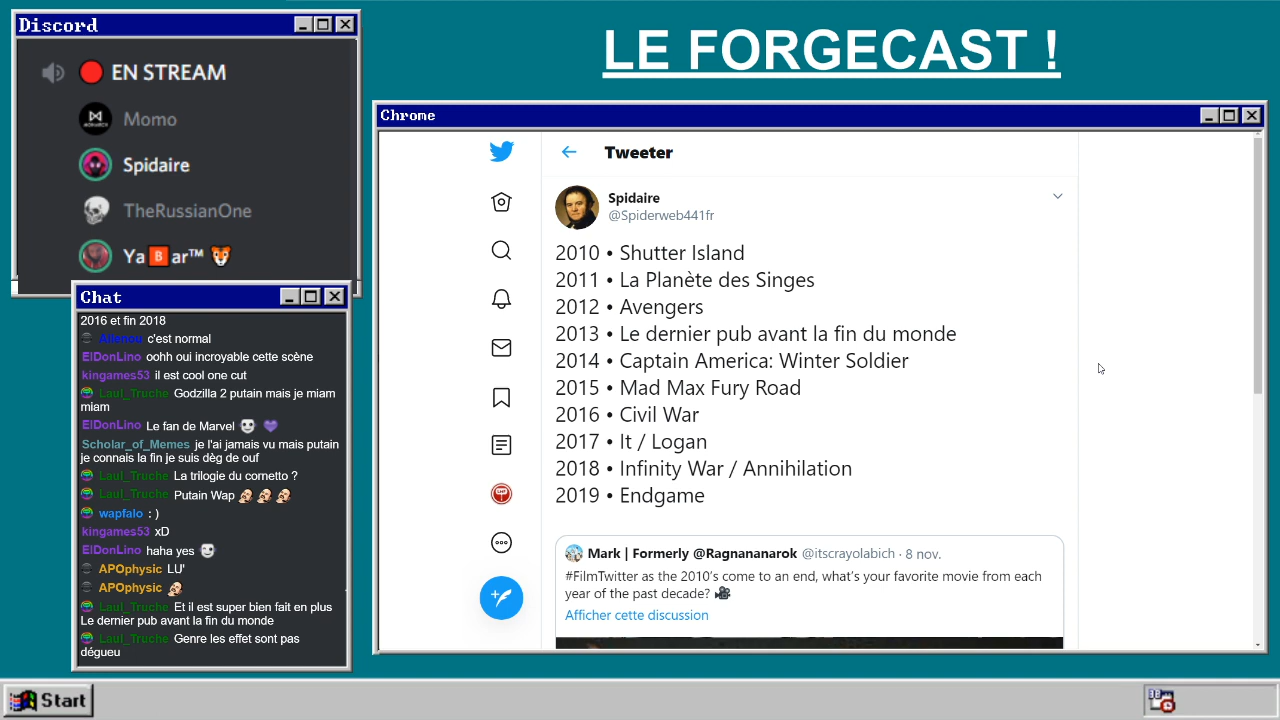 Discord
EN STREAM
Momo
Spidaire
TheRussianOne
Ya B ar™
LE FORGECAST !
Chrome
Tweeter
Spidaire
@Spiderweb441fr
2010 • Shutter Island
2011 • La Planète des Singes
2012 • Avengers
2013 • Le dernier pub avant la fin du monde
2014 • Captain America: Winter Soldier
2015 • Mad Max Fury Road
2016 • Civil War
2017 • It / Logan
2018 • Infinity War / Annihilation
2019 • Endgame
Mark | Formerly @Ragnananarok @itscrayolabich · 8 nov.
#FilmTwitter as the 2010's come to an end, what's your favorite movie from each
year of the past decade? 🎥
Afficher cette discussion
Chat
2016 et fin 2018
Alienou c'est normal
ElDonLino oohh oui incroyable cette scène
kingames53 il est cool one cut
Laul_Truche Godzilla 2 putain mais je miam
miam
ElDonLino Le fan de Marvel
Scholar_of_Memes je l'ai jamais vu mais putain
je connais la fin je suis dèg de ouf
Laul_Truche La trilogie du cornetto ?
Laul_Truche Putain Wap
wapfalo : )
kingames53 xD
ElDonLino haha yes
APOphysic LU'
APOphysic
Laul_Truche Et il est super bien fait en plus
Le dernier pub avant la fin du monde
Laul_Truche Genre les effet sont pas
dégueu
Start